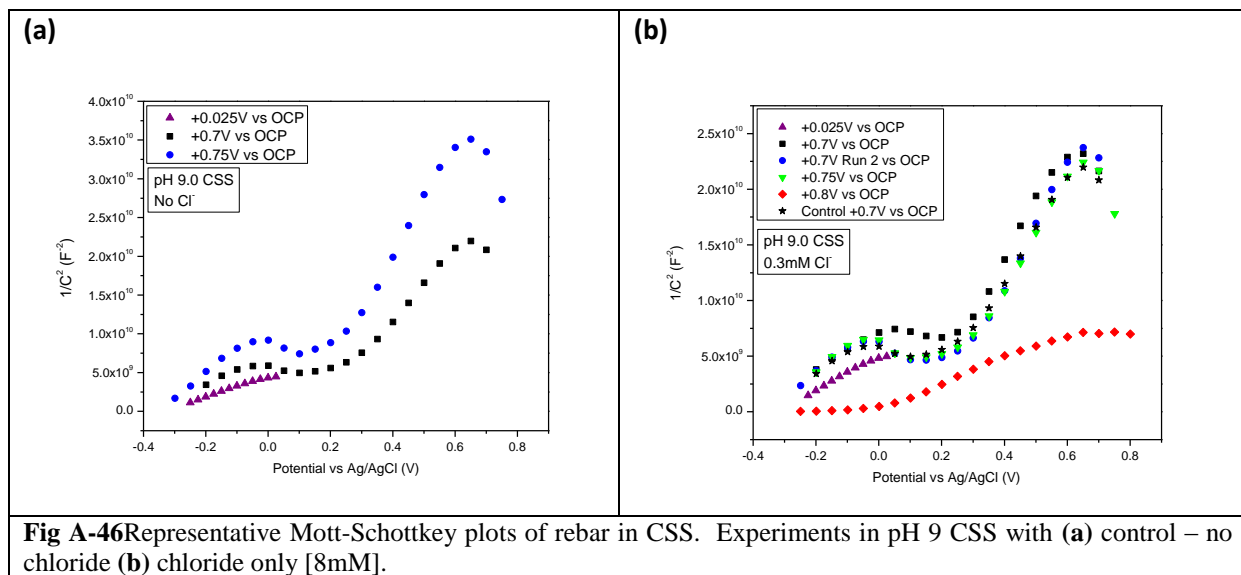 (a)
4.0x10¹⁰
3.5x10¹⁰
3.0x10¹⁰
2.5x10¹⁰
2.0x10¹⁰
1.5x10¹⁰
1.0x10¹⁰
5.0x10⁹
0.0
1/C² (F⁻²)
+0.025V vs OCP
+0.7V vs OCP
+0.75V vs OCP
pH 9.0 CSS
No Cl⁻
-0.4 -0.2 0.0 0.2 0.4 0.6 0.8
Potential vs Ag/AgCl (V)
(b)
2.5x10¹⁰
2.0x10¹⁰
1.5x10¹⁰
1.0x10¹⁰
5.0x10⁹
0.0
1/C² (F⁻²)
+0.025V vs OCP
+0.7V vs OCP
+0.7V Run 2 vs OCP
+0.75V vs OCP
+0.8V vs OCP
Control +0.7V vs OCP
pH 9.0 CSS
0.3mM Cl⁻
-0.4 -0.2 0.0 0.2 0.4 0.6 0.8
Potential vs Ag/AgCl (V)
Fig A-46Representative Mott-Schottkey plots of rebar in CSS. Experiments in pH 9 CSS with (a) control – no
chloride (b) chloride only [8mM].